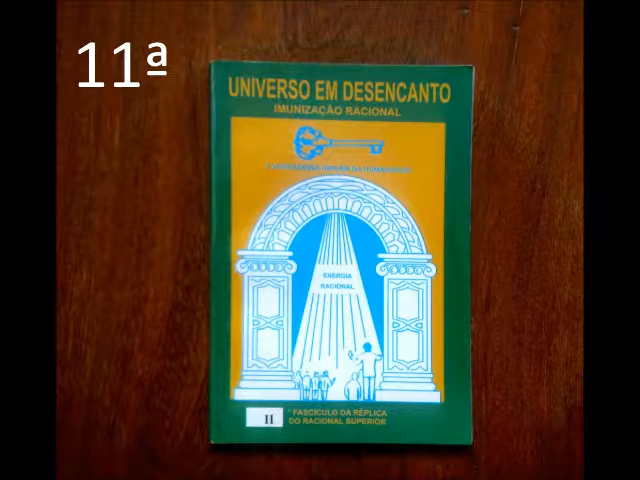 11ª
UNIVERSO EM DESENCANTO
IMUNIZAÇÃO RACIONAL
ENERGIA
RACIONAL
11 º FASCÍCULO DA RÉPLICA
DO RACIONAL SUPERIOR